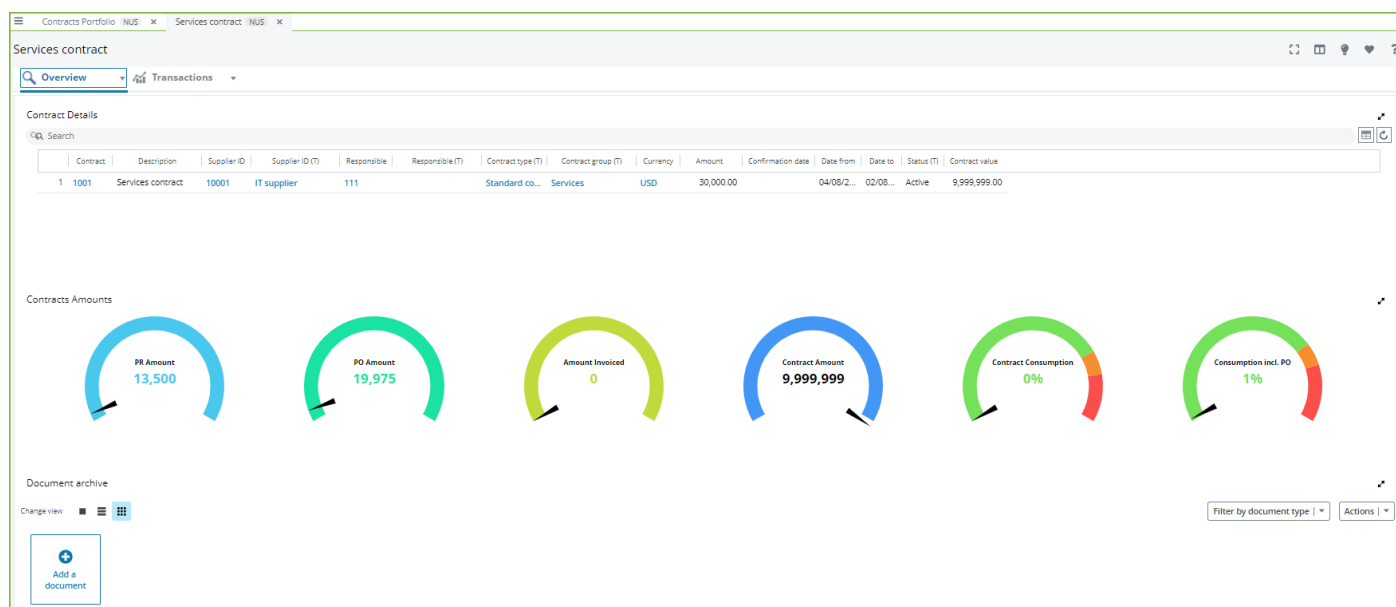 Contracts Portfolio NUS × Services contract NUS ×
Services contract
?
Overview Transactions
Contract Details
Search
Contract Description Supplier ID Supplier ID (T) Responsible Responsible (T) Contract type (T) Contract group (T) Currency Amount Confirmation date Date from Date to Status (T) Contract value
1 1001 Services contract 10001 IT supplier 111 Standard co... Services USD 30,000.00 04/08/2... 02/08... Active 9,999,999.00
Contracts Amounts
PR Amount PO Amount Amount Invoiced Contract Amount Contract Consumption Consumption incl. PO
13,500 19,975 0 9,999,999 0% 1%
Document archive
Change view Filter by document type Actions
Add a
document